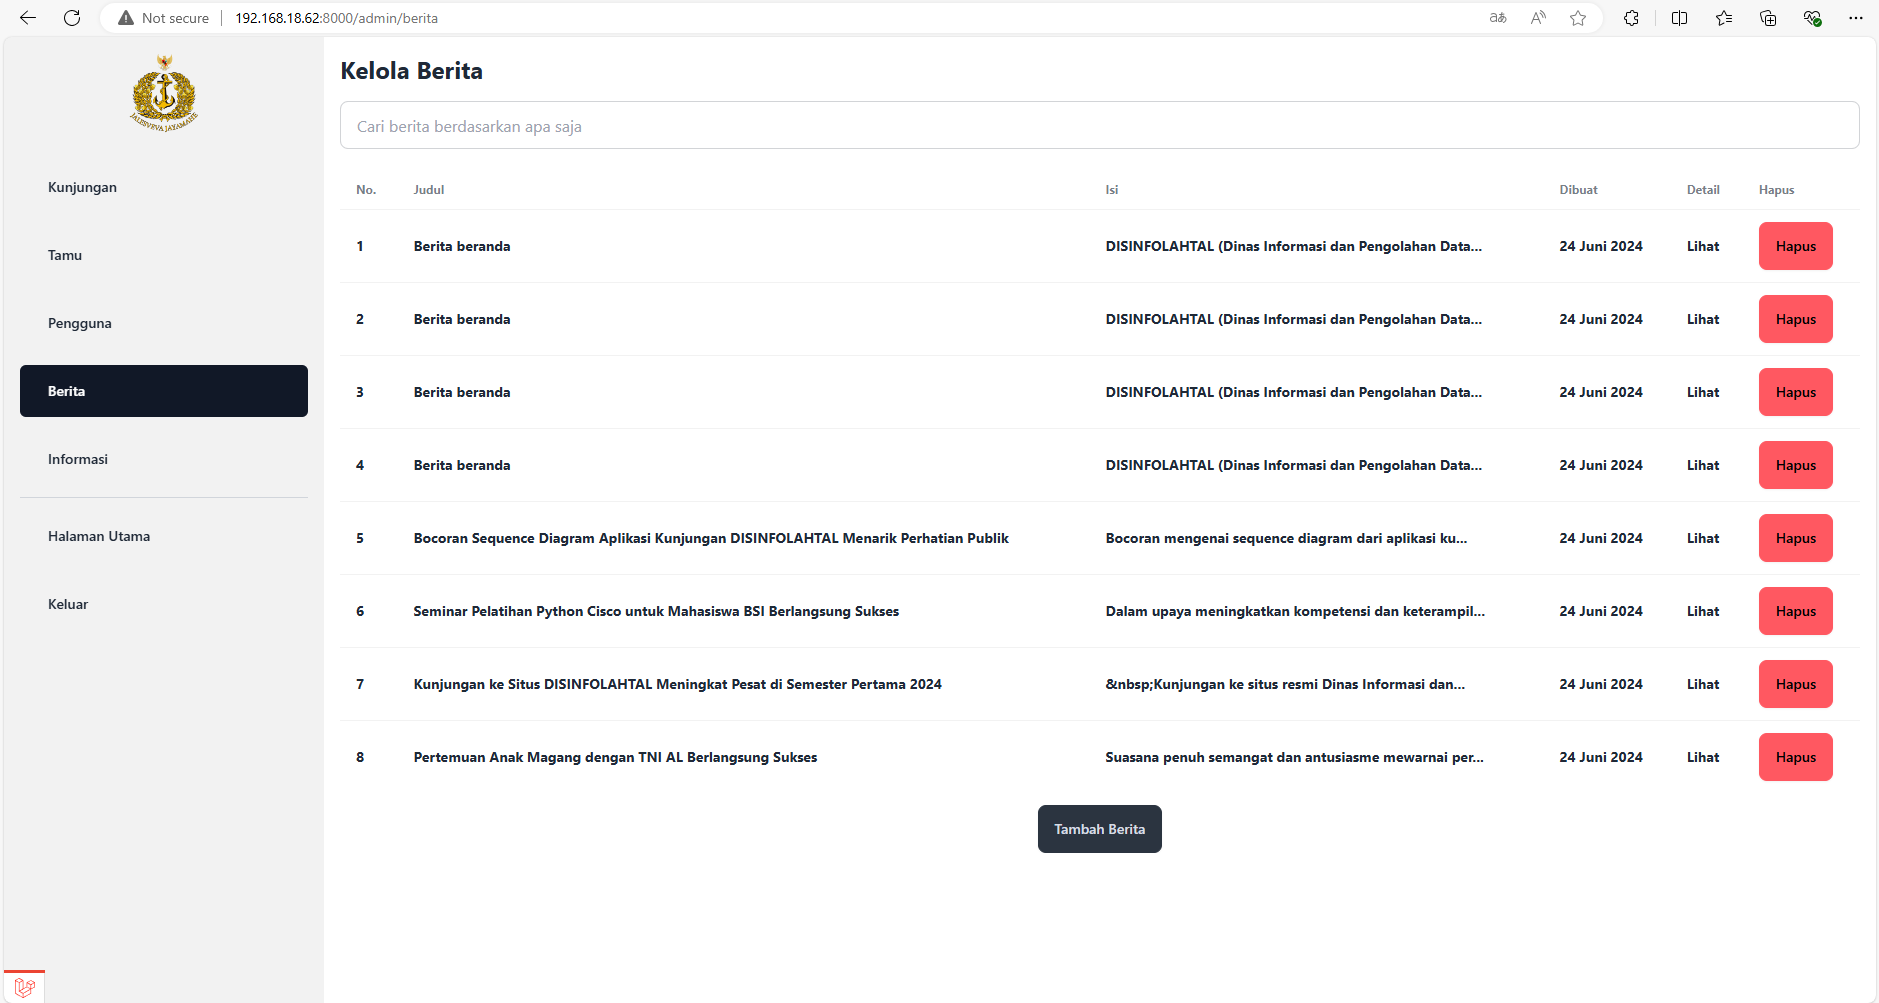 Not secure 192.168.18.62:8000/admin/berita
JALESVEVA JAYAMAHE
Kunjungan
Tamu
Pengguna
Berita
Informasi
Halaman Utama
Keluar
Kelola Berita
Cari berita berdasarkan apa saja
No. Judul Isi Dibuat Detail Hapus
1 Berita beranda DISINFOLAHTAL (Dinas Informasi dan Pengolahan Data... 24 Juni 2024 Lihat Hapus
2 Berita beranda DISINFOLAHTAL (Dinas Informasi dan Pengolahan Data... 24 Juni 2024 Lihat Hapus
3 Berita beranda DISINFOLAHTAL (Dinas Informasi dan Pengolahan Data... 24 Juni 2024 Lihat Hapus
4 Berita beranda DISINFOLAHTAL (Dinas Informasi dan Pengolahan Data... 24 Juni 2024 Lihat Hapus
5 Bocoran Sequence Diagram Aplikasi Kunjungan DISINFOLAHTAL Menarik Perhatian Publik Bocoran mengenai sequence diagram dari aplikasi ku... 24 Juni 2024 Lihat Hapus
6 Seminar Pelatihan Python Cisco untuk Mahasiswa BSI Berlangsung Sukses Dalam upaya meningkatkan kompetensi dan keterampil... 24 Juni 2024 Lihat Hapus
7 Kunjungan ke Situs DISINFOLAHTAL Meningkat Pesat di Semester Pertama 2024 &nbsp;Kunjungan ke situs resmi Dinas Informasi dan... 24 Juni 2024 Lihat Hapus
8 Pertemuan Anak Magang dengan TNI AL Berlangsung Sukses Suasana penuh semangat dan antusiasme mewarnai per... 24 Juni 2024 Lihat Hapus
Tambah Berita